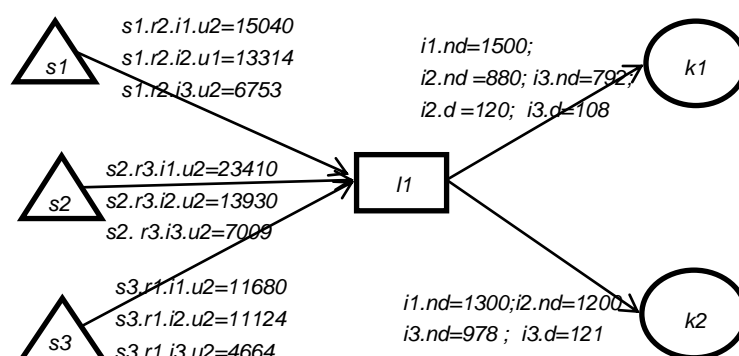 s1.r2.i1.u2=15040
s1.r2.i2.u1=13314
s1.r2.i3.u2=6753
s1
i1.nd=1500;
i2.nd =880; i3.nd=792;
i2.d =120; i3.d=108
k1
s2.r3.i1.u2=23410
s2.r3.i2.u2=13930
s2. r3.i3.u2=7009
s2
l1
s3.r1.i1.u2=11680
s3.r1.i2.u2=11124
s3.r1.i3.u2=4664
s3
i1.nd=1300;i2.nd=1200
i3.nd=978 ; i3.d=121
k2